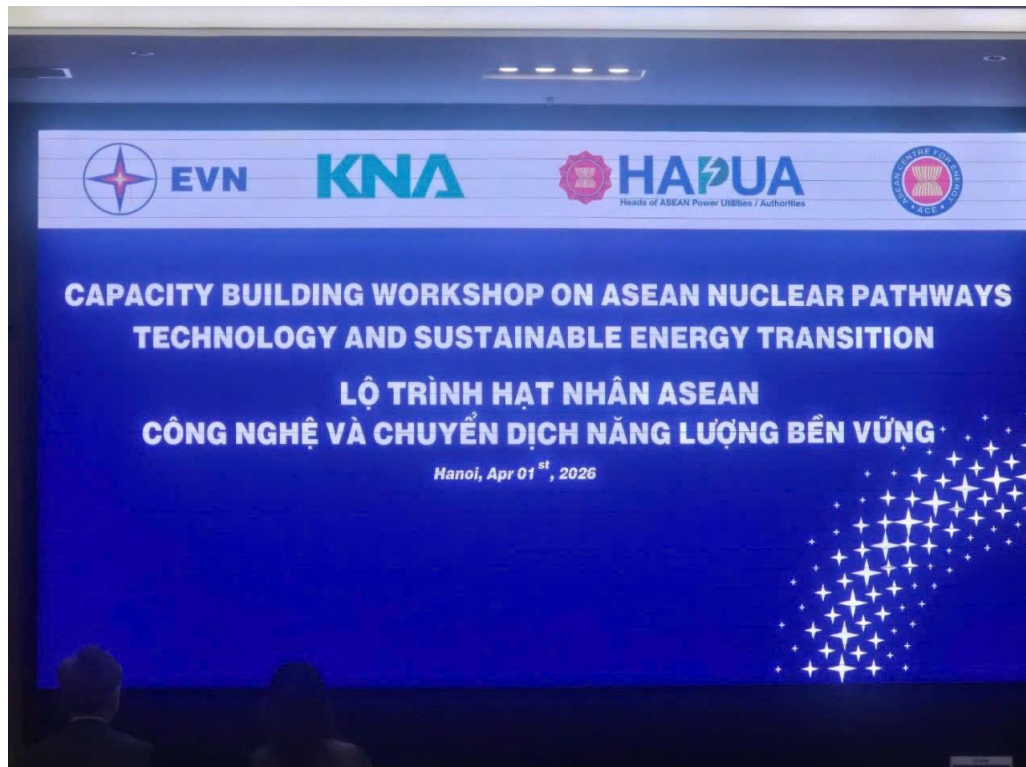 EVN
KNA
HAPUA
Heads of ASEAN Power Utilities / Authorities
ASEAN CENTRE FOR ENERGY
• ACE •
CAPACITY BUILDING WORKSHOP ON ASEAN NUCLEAR PATHWAYS
TECHNOLOGY AND SUSTAINABLE ENERGY TRANSITION
LỘ TRÌNH HẠT NHÂN ASEAN
CÔNG NGHỆ VÀ CHUYỂN DỊCH NĂNG LƯỢNG BỀN VỮNG
Hanoi, Apr 01st, 2026